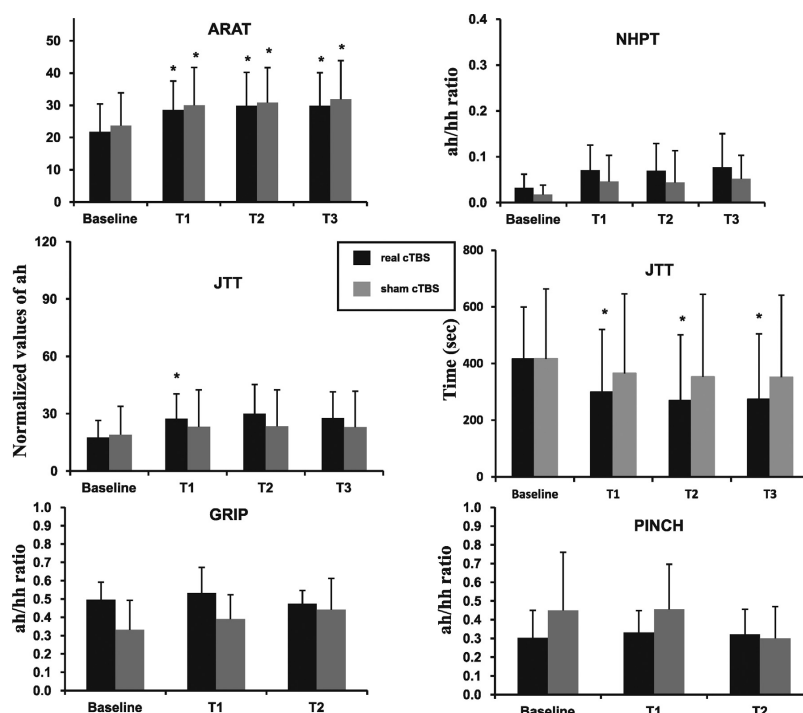 ARAT
50
40
30
20
10
0
* * * * * *
Baseline T1 T2 T3
NHPT
ah/hh ratio
0.4
0.3
0.2
0.1
0.0
Baseline T1 T2 T3
JTT
Normalized values of ah
120
90
60
30
0
*
Baseline T1 T2 T3
real cTBS
sham cTBS
JTT
Time (sec)
800
600
400
200
0
* * *
Baseline T1 T2 T3
GRIP
ah/hh ratio
1.0
0.9
0.8
0.7
0.6
0.5
0.4
0.3
0.2
0.1
0.0
Baseline T1 T2
PINCH
ah/hh ratio
1.0
0.9
0.8
0.7
0.6
0.5
0.4
0.3
0.2
0.1
0.0
Baseline T1 T2